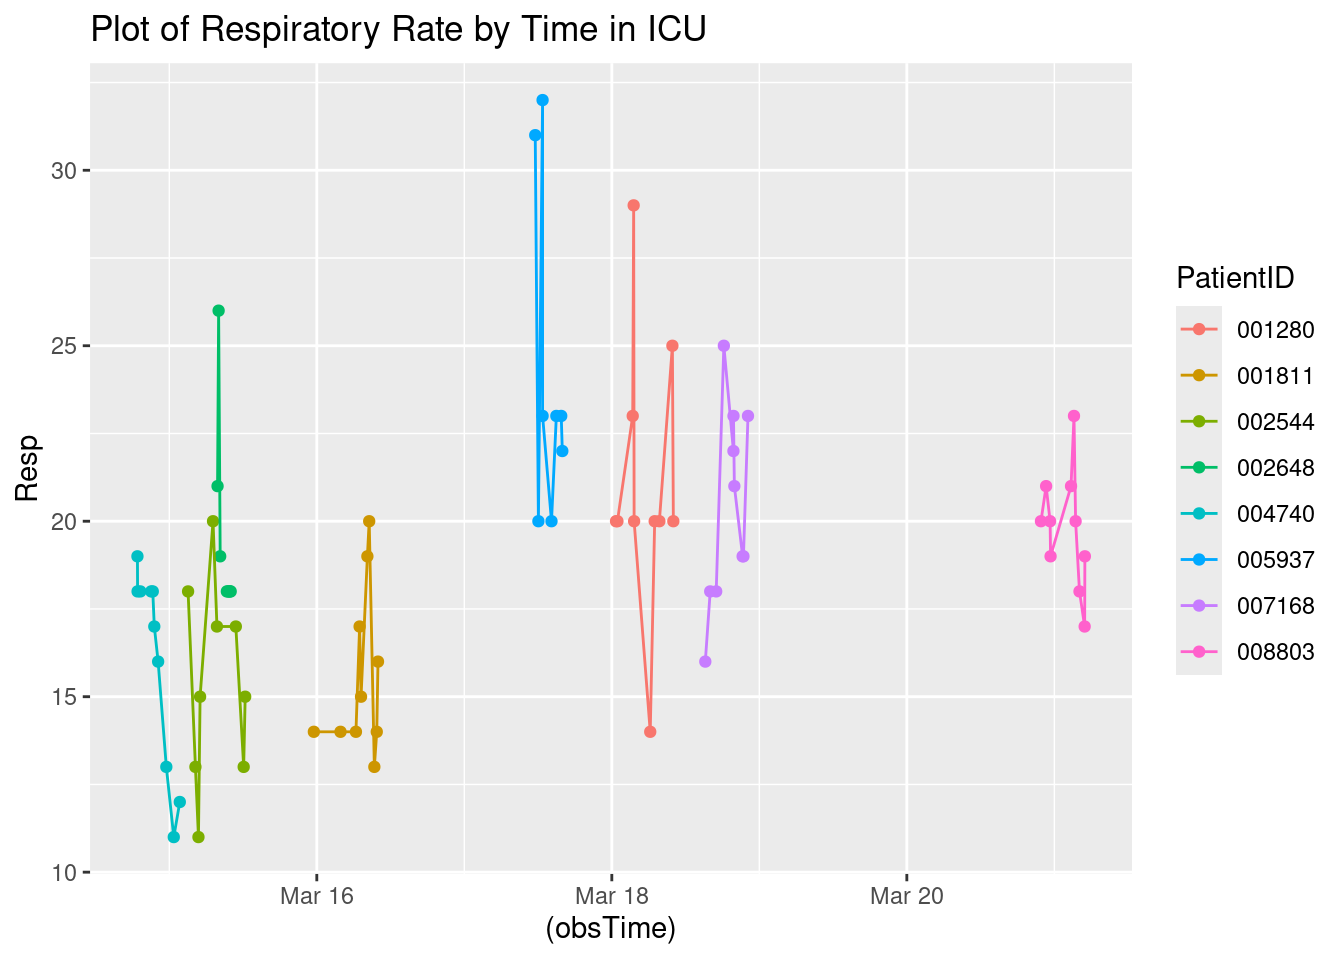 Plot of Respiratory Rate by Time in ICU
30
25
20
15
10
Resp
Mar 16
Mar 18
Mar 20
(obsTime)
PatientID
001280
001811
002544
002648
004740
005937
007168
008803